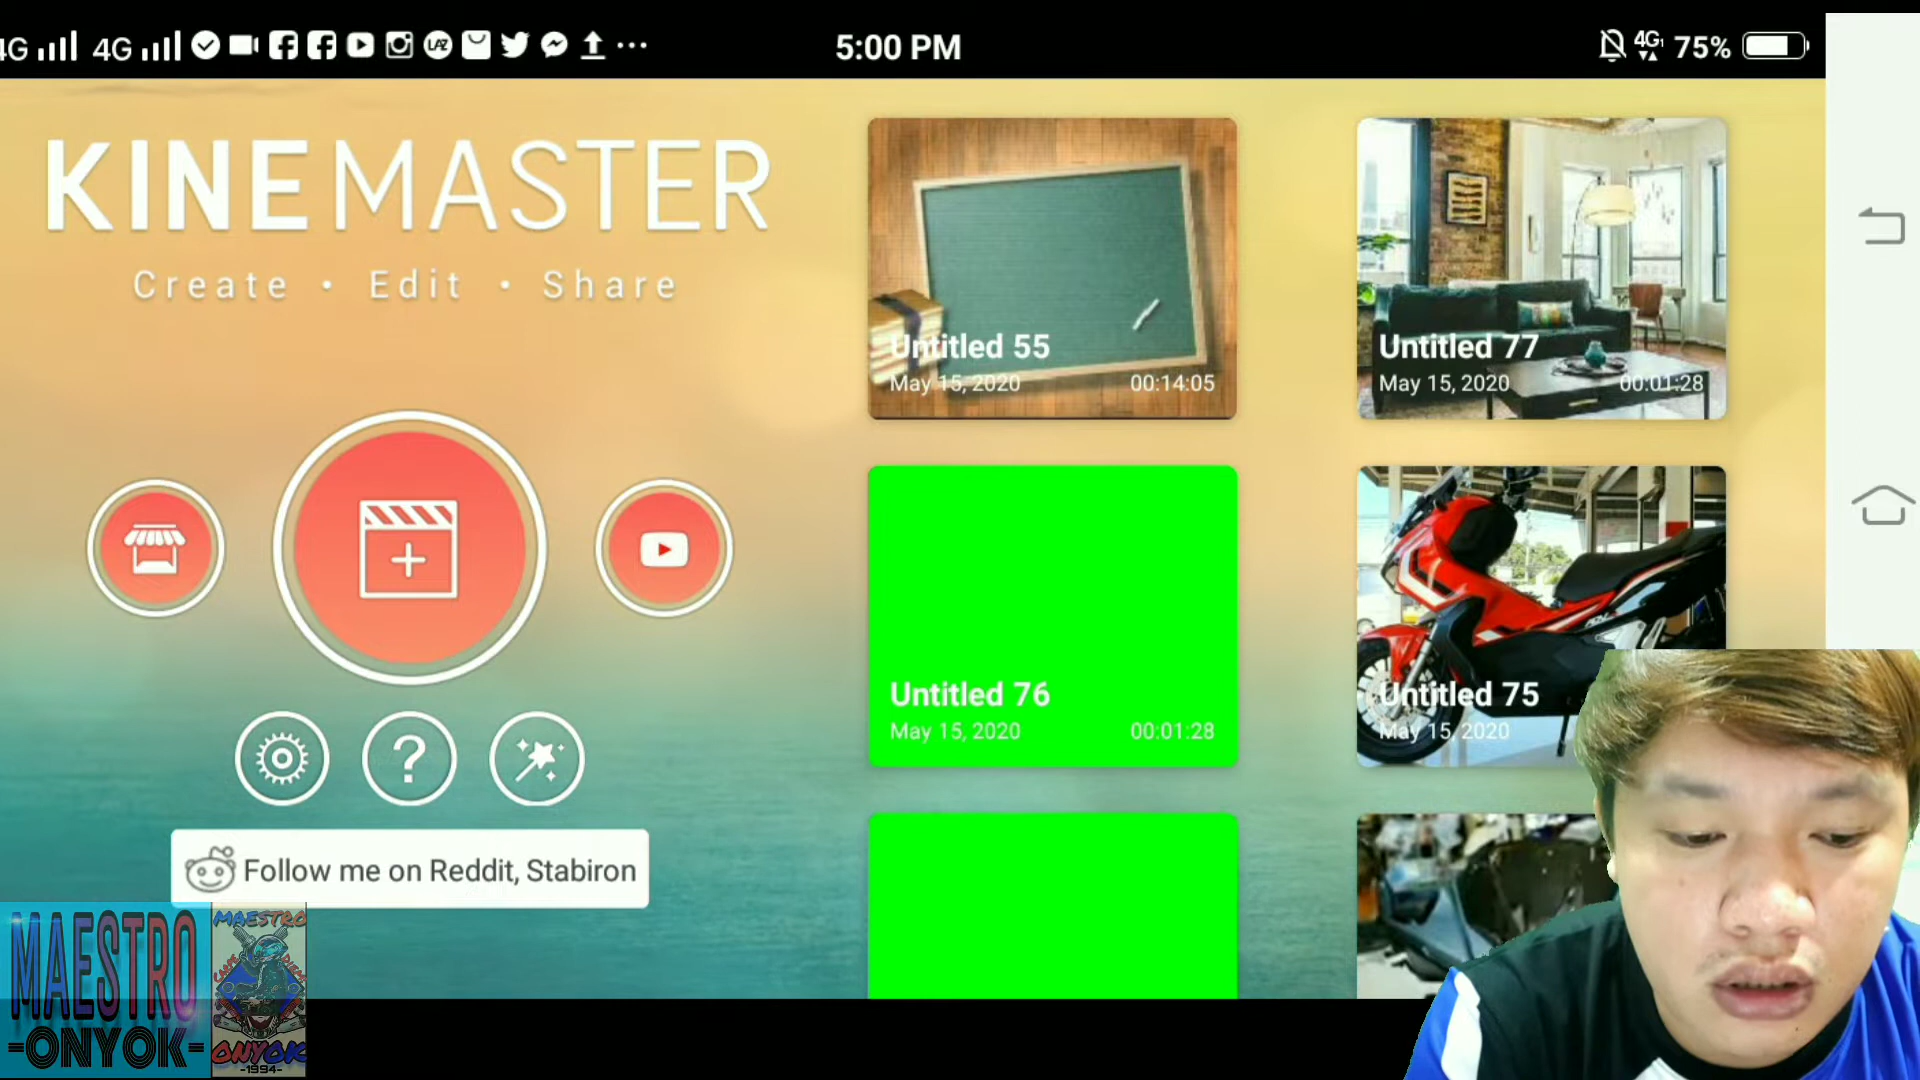 4G 4G LAZ 5:00 PM 4G 75%
KINEMASTER
Create • Edit • Share
Untitled 55
May 15, 2020 00:14:05
Untitled 77
May 15, 2020 00:01:28
Untitled 76
May 15, 2020 00:01:28
Untitled 75
May 15, 2020
Follow me on Reddit, Stabiron
MAESTRO
-ONYOK-
MAESTRO
ONYOK
-1994-